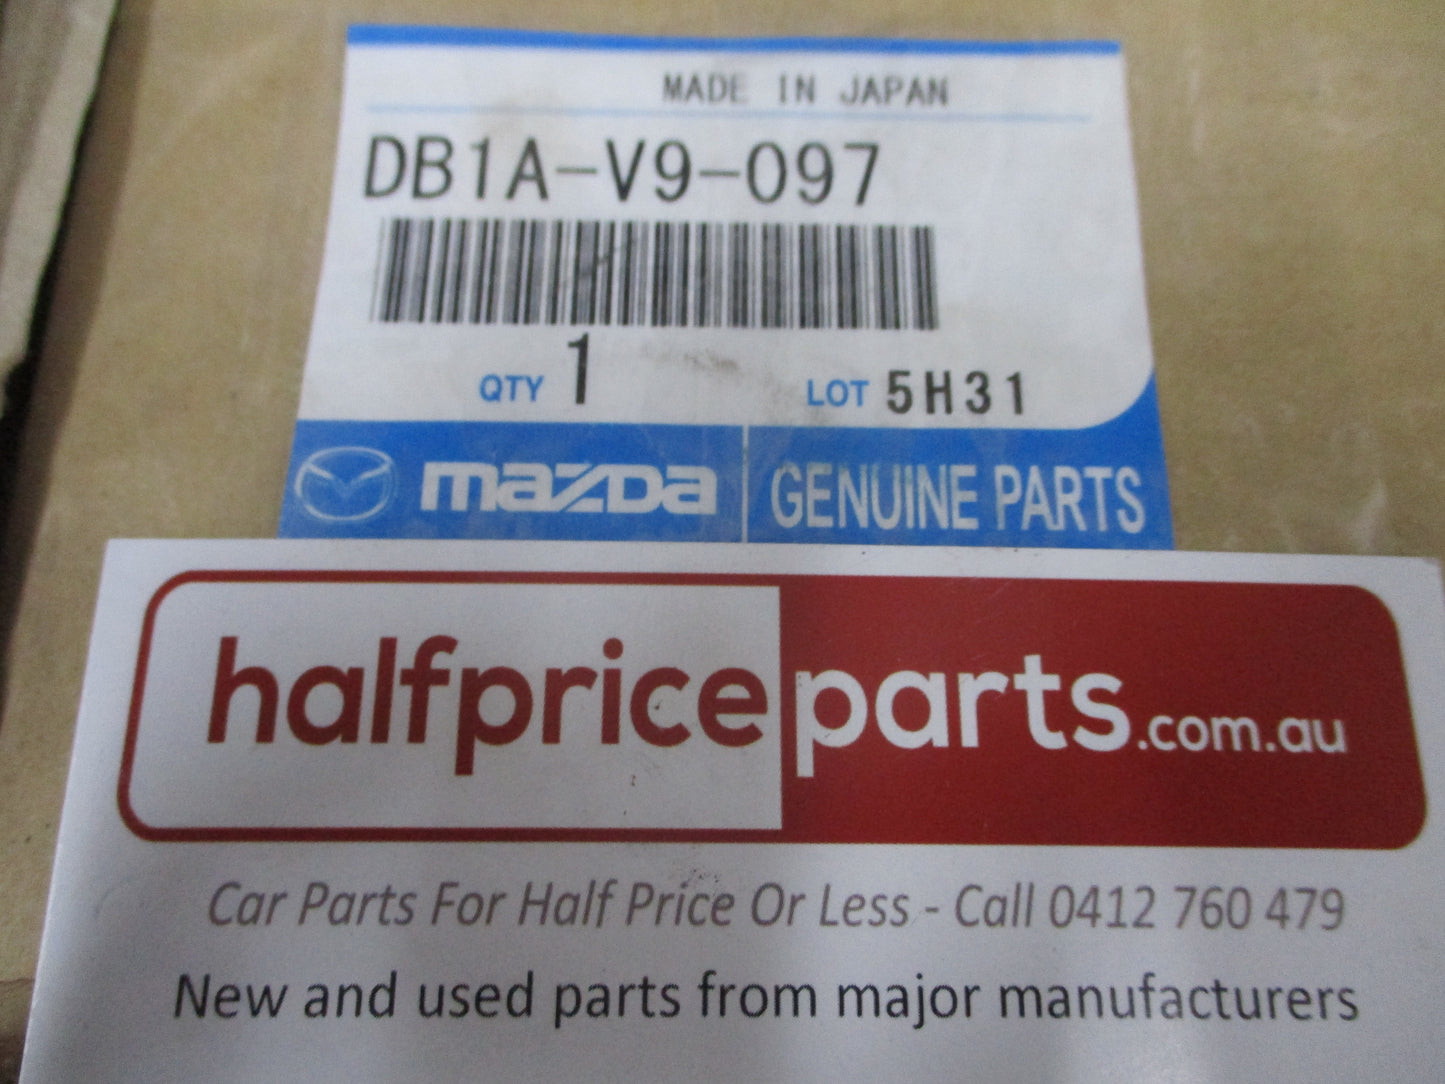 MADE IN JAPAN
DB1A-V9-097
QTY 1 LOT 5H31
mazda GENUINE PARTS
halfpriceparts.com.au
Car Parts For Half Price Or Less - Call 0412 760 479
New and used parts from major manufacturers